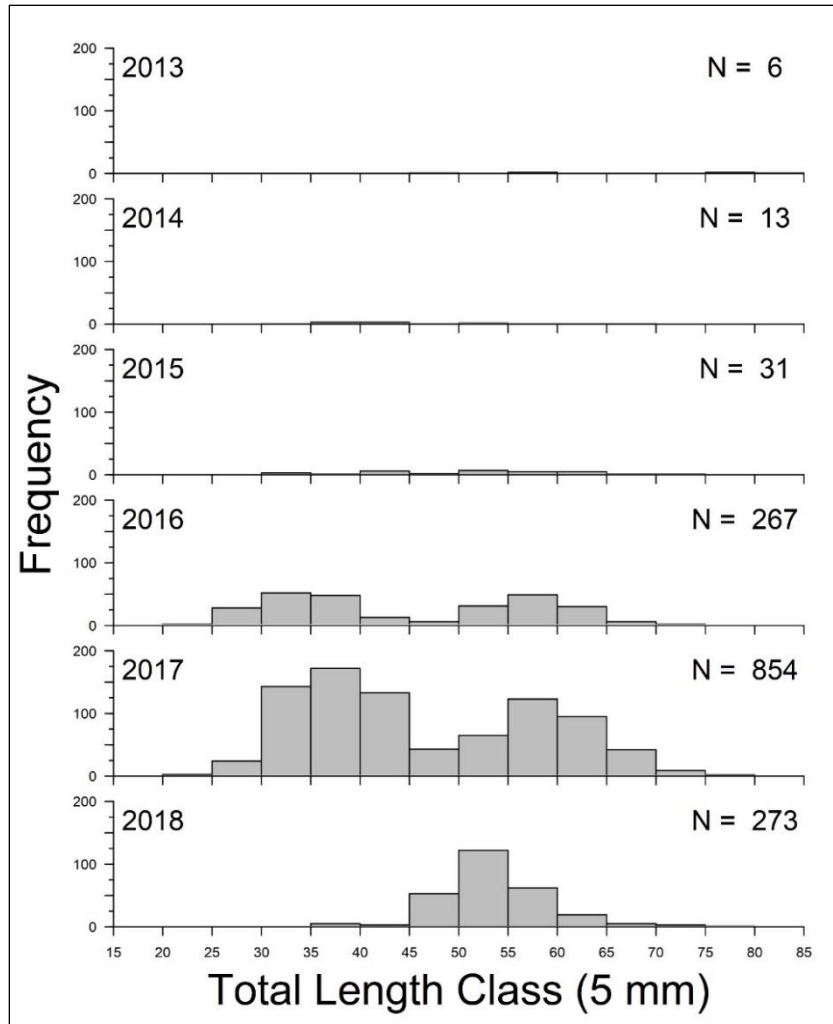 Frequency
2013 N = 6
200
100
0
2014 N = 13
200
100
0
2015 N = 31
200
100
0
2016 N = 267
200
100
0
2017 N = 854
200
100
0
2018 N = 273
200
100
0
15 20 25 30 35 40 45 50 55 60 65 70 75 80 85
Total Length Class (5 mm)